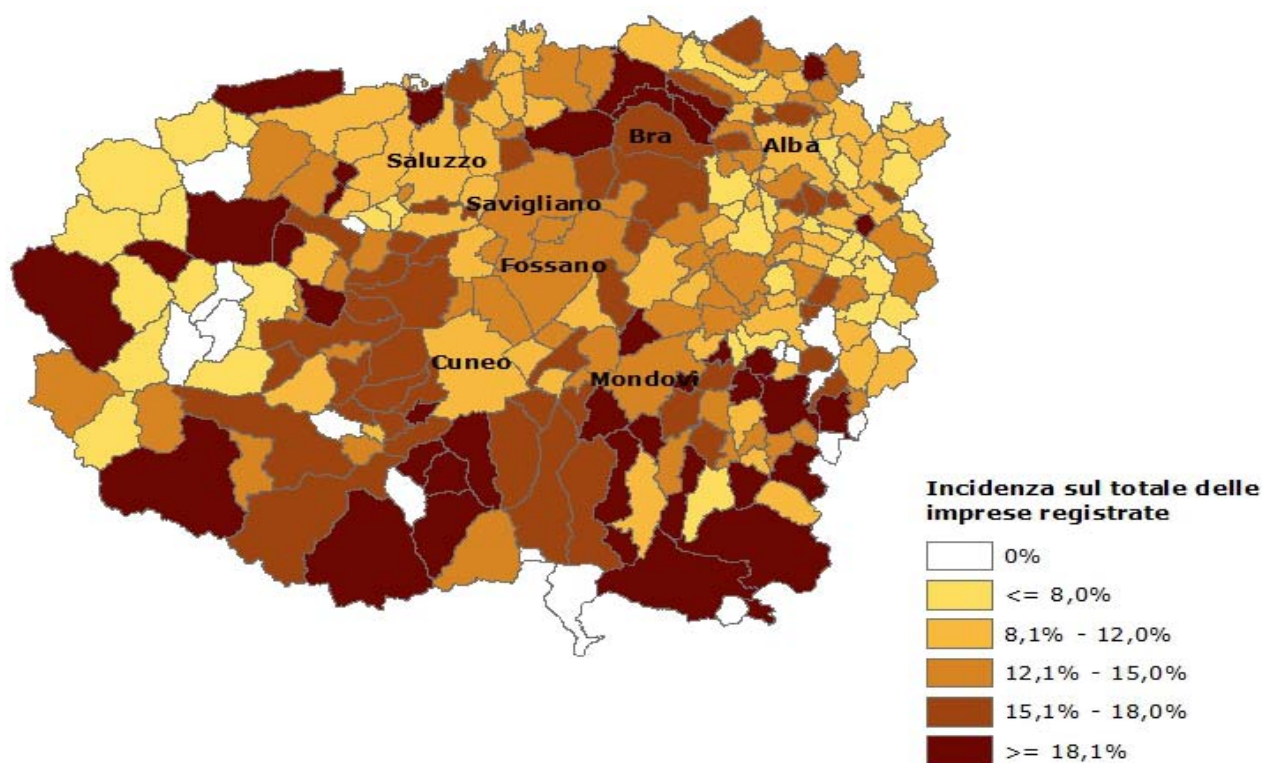 Bra
Alba
Saluzzo
Savigliano
Fossano
Cuneo
Mondovì
Incidenza sul totale delle
imprese registrate
0%
<= 8,0%
8,1% - 12,0%
12,1% - 15,0%
15,1% - 18,0%
>= 18,1%